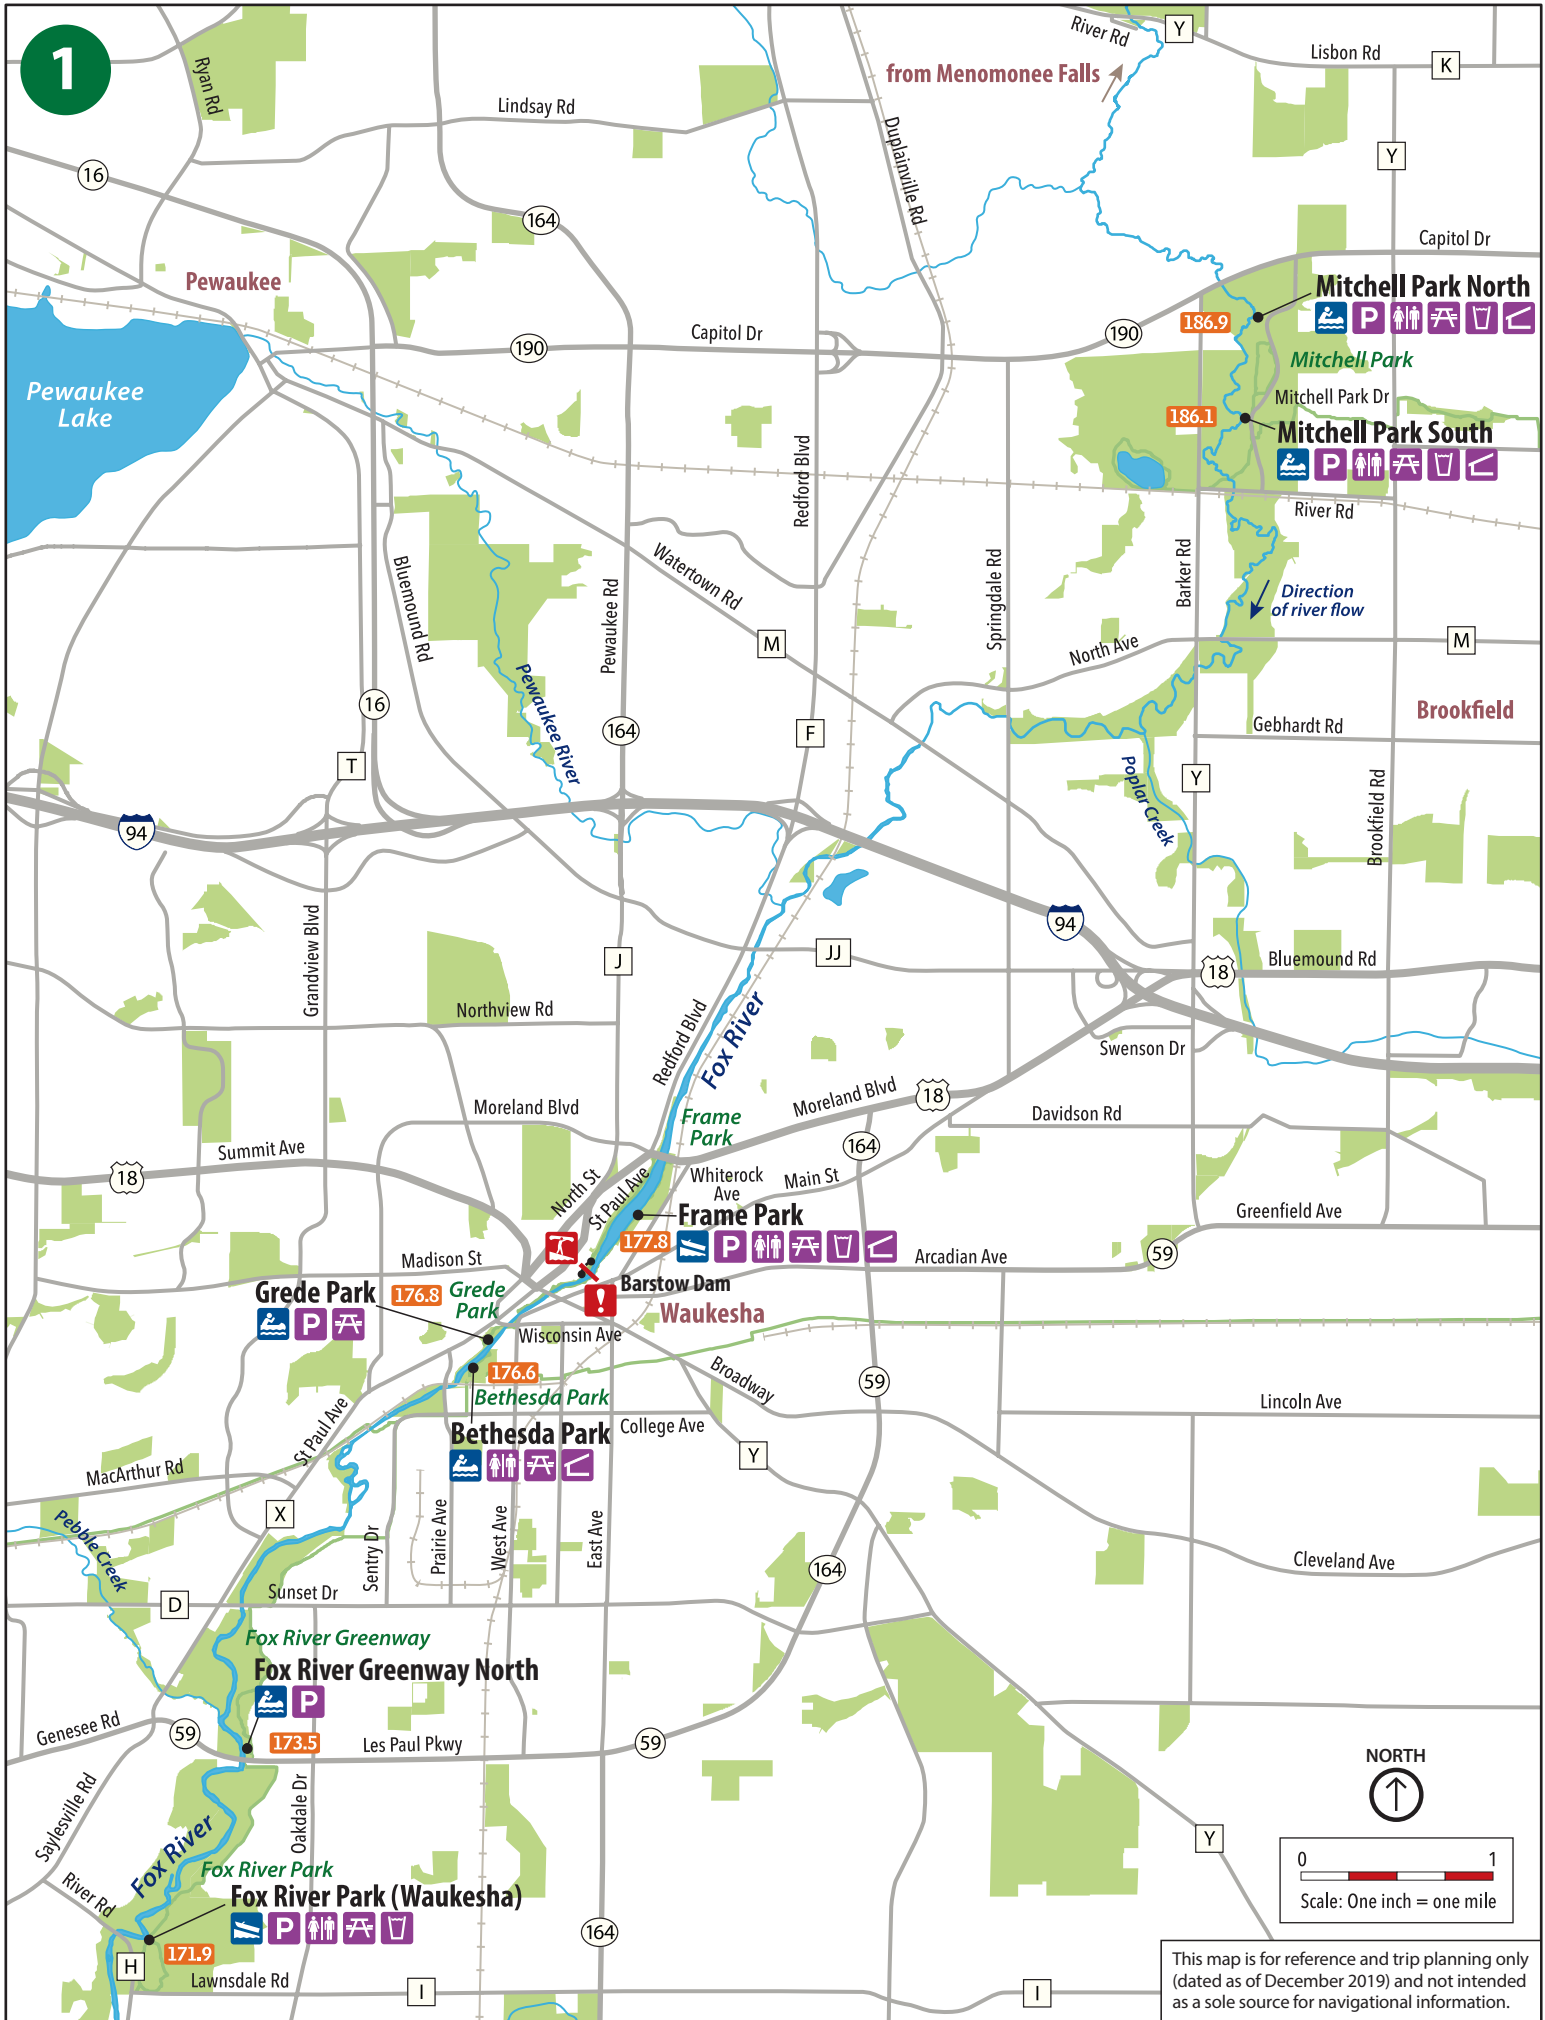 1
River Rd
Y
Lisbon Rd
K
from Menomonee Falls
Ryan Rd
Lindsay Rd
Duplainville Rd
Y
16
164
Capitol Dr
Pewaukee
Mitchell Park North
P
186.9
190
Capitol Dr
190
Mitchell Park
Pewaukee
Lake
Mitchell Park Dr
186.1
Mitchell Park South
P
Redford Blvd
River Rd
Bluemound Rd
Watertown Rd
Pewaukee Rd
Springdale Rd
Barker Rd
Direction
of river flow
M
North Ave
M
Pewaukee River
16
164
F
Brookfield
Gebhardt Rd
T
Poplar Creek
Y
Brookfield Rd
94
94
Grandview Blvd
J
JJ
18
Bluemound Rd
Northview Rd
Redford Blvd
Fox River
Swenson Dr
Moreland Blvd
Frame
Park
Moreland Blvd
18
Davidson Rd
164
Summit Ave
18
North St
St Paul Ave
Whiterock
Ave
Main St
Greenfield Ave
Frame Park
177.8
P
59
Madison St
Arcadian Ave
Grede Park
176.8
Grede
Park
P
!
Barstow Dam
Waukesha
Wisconsin Ave
176.6
Bethesda Park
Broadway
59
Lincoln Ave
St Paul Ave
Bethesda Park
College Ave
Y
MacArthur Rd
X
Pebble Creek
Sentry Dr
Prairie Ave
West Ave
East Ave
164
Cleveland Ave
D
Sunset Dr
Fox River Greenway
Fox River Greenway North
P
Genesee Rd
59
173.5
Les Paul Pkwy
59
NORTH
Saylesville Rd
Oakdale Dr
Fox River
Y
0 1
Scale: One inch = one mile
Fox River Park
River Rd
Fox River Park (Waukesha)
P
164
171.9
H
Lawnsdale Rd
I
I
This map is for reference and trip planning only
(dated as of December 2019) and not intended
as a sole source for navigational information.